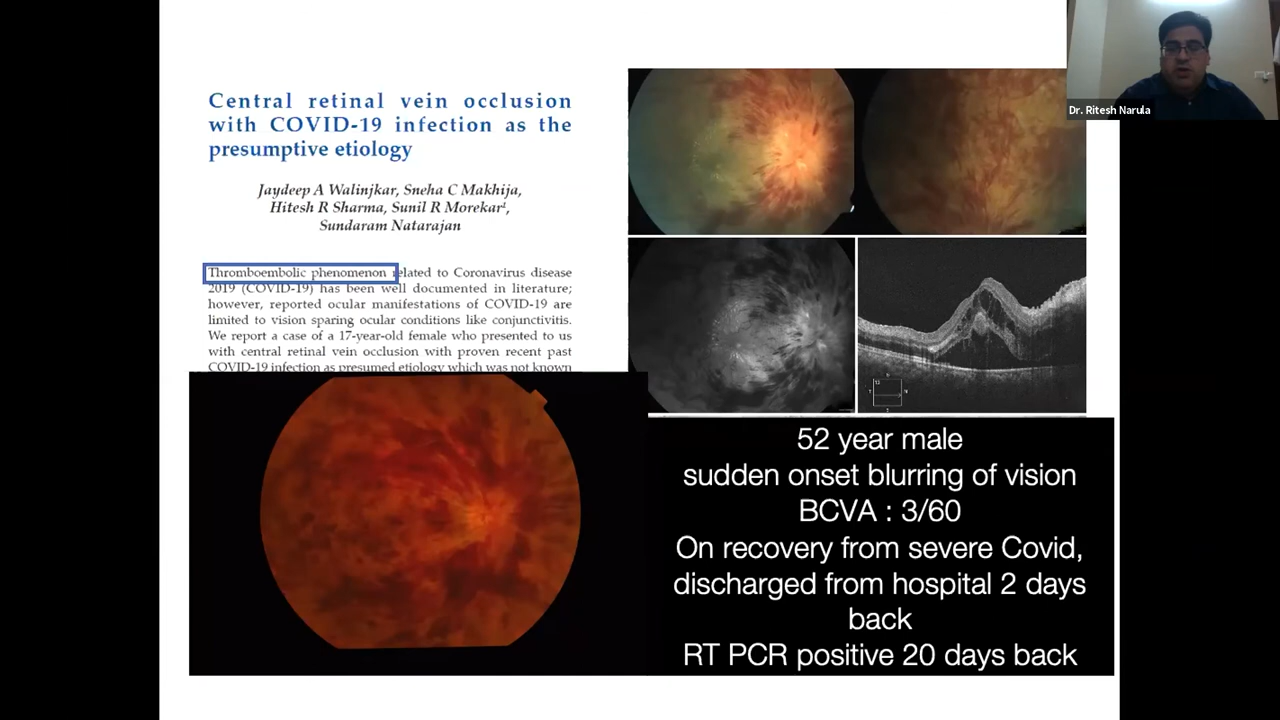 Central retinal vein occlusion
with COVID-19 infection as the
presumptive etiology
Jaydeep A Walinjkar, Sneha C Makhija,
Hitesh R Sharma, Sunil R Morekar¹,
Sundaram Natarajan
Thromboembolic phenomenon related to Coronavirus disease
2019 (COVID-19) has been well documented in literature;
however, reported ocular manifestations of COVID-19 are
limited to vision sparing ocular conditions like conjunctivitis.
We report a case of a 17-year-old female who presented to us
with central retinal vein occlusion with proven recent past
COVID-19 infection as presumed etiology which was not known
Dr. Ritesh Narula
52 year male
sudden onset blurring of vision
BCVA : 3/60
On recovery from severe Covid,
discharged from hospital 2 days
back
RT PCR positive 20 days back